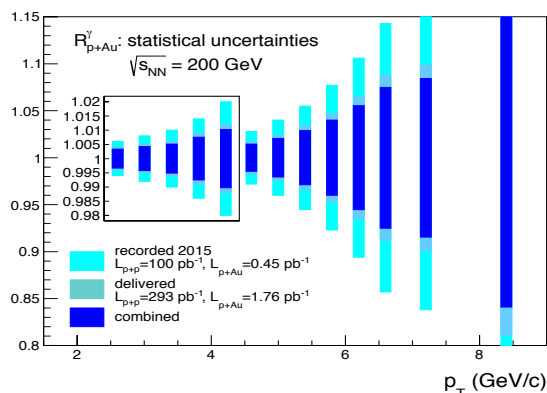 1.15
1.1
1.05
1
0.95
0.9
0.85
0.8
R^γ_p+Au: statistical uncertainties
√s_NN = 200 GeV
1.02
1.015
1.01
1.005
1
0.995
0.99
0.985
0.98
recorded 2015
L_p+p=100 pb⁻¹, L_p+Au=0.45 pb⁻¹
delivered
L_p+p=293 pb⁻¹, L_p+Au=1.76 pb⁻¹
combined
2 4 6 8
p_T (GeV/c)